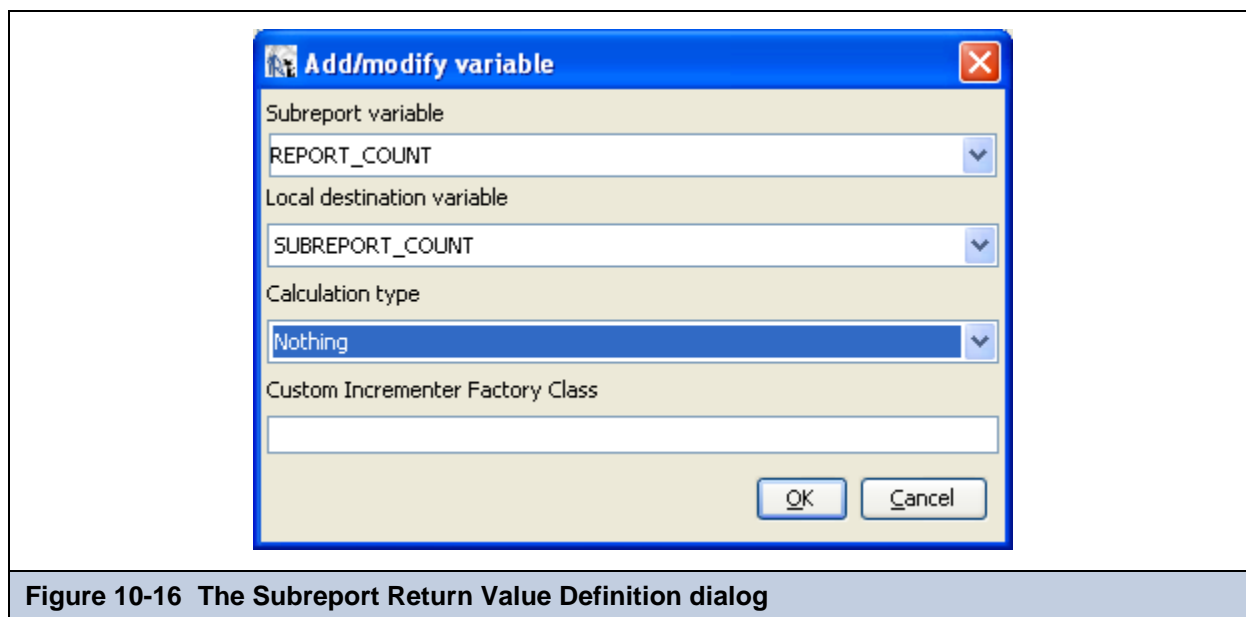 Add/modify variable
Subreport variable
REPORT_COUNT
Local destination variable
SUBREPORT_COUNT
Calculation type
Nothing
Custom Incrementer Factory Class
OK Cancel
Figure 10-16 The Subreport Return Value Definition dialog